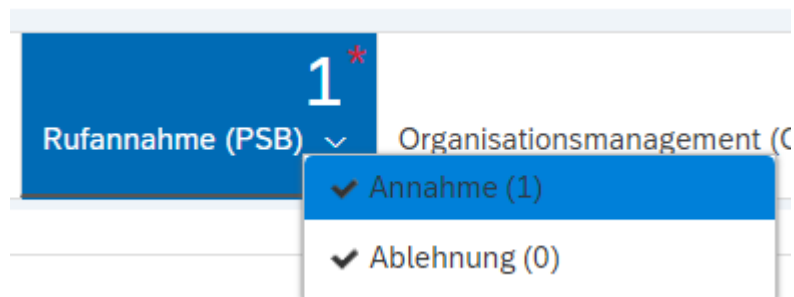 1*
Rufannahme (PSB)
Organisationsmanagement (
Annahme (1)
Ablehnung (0)